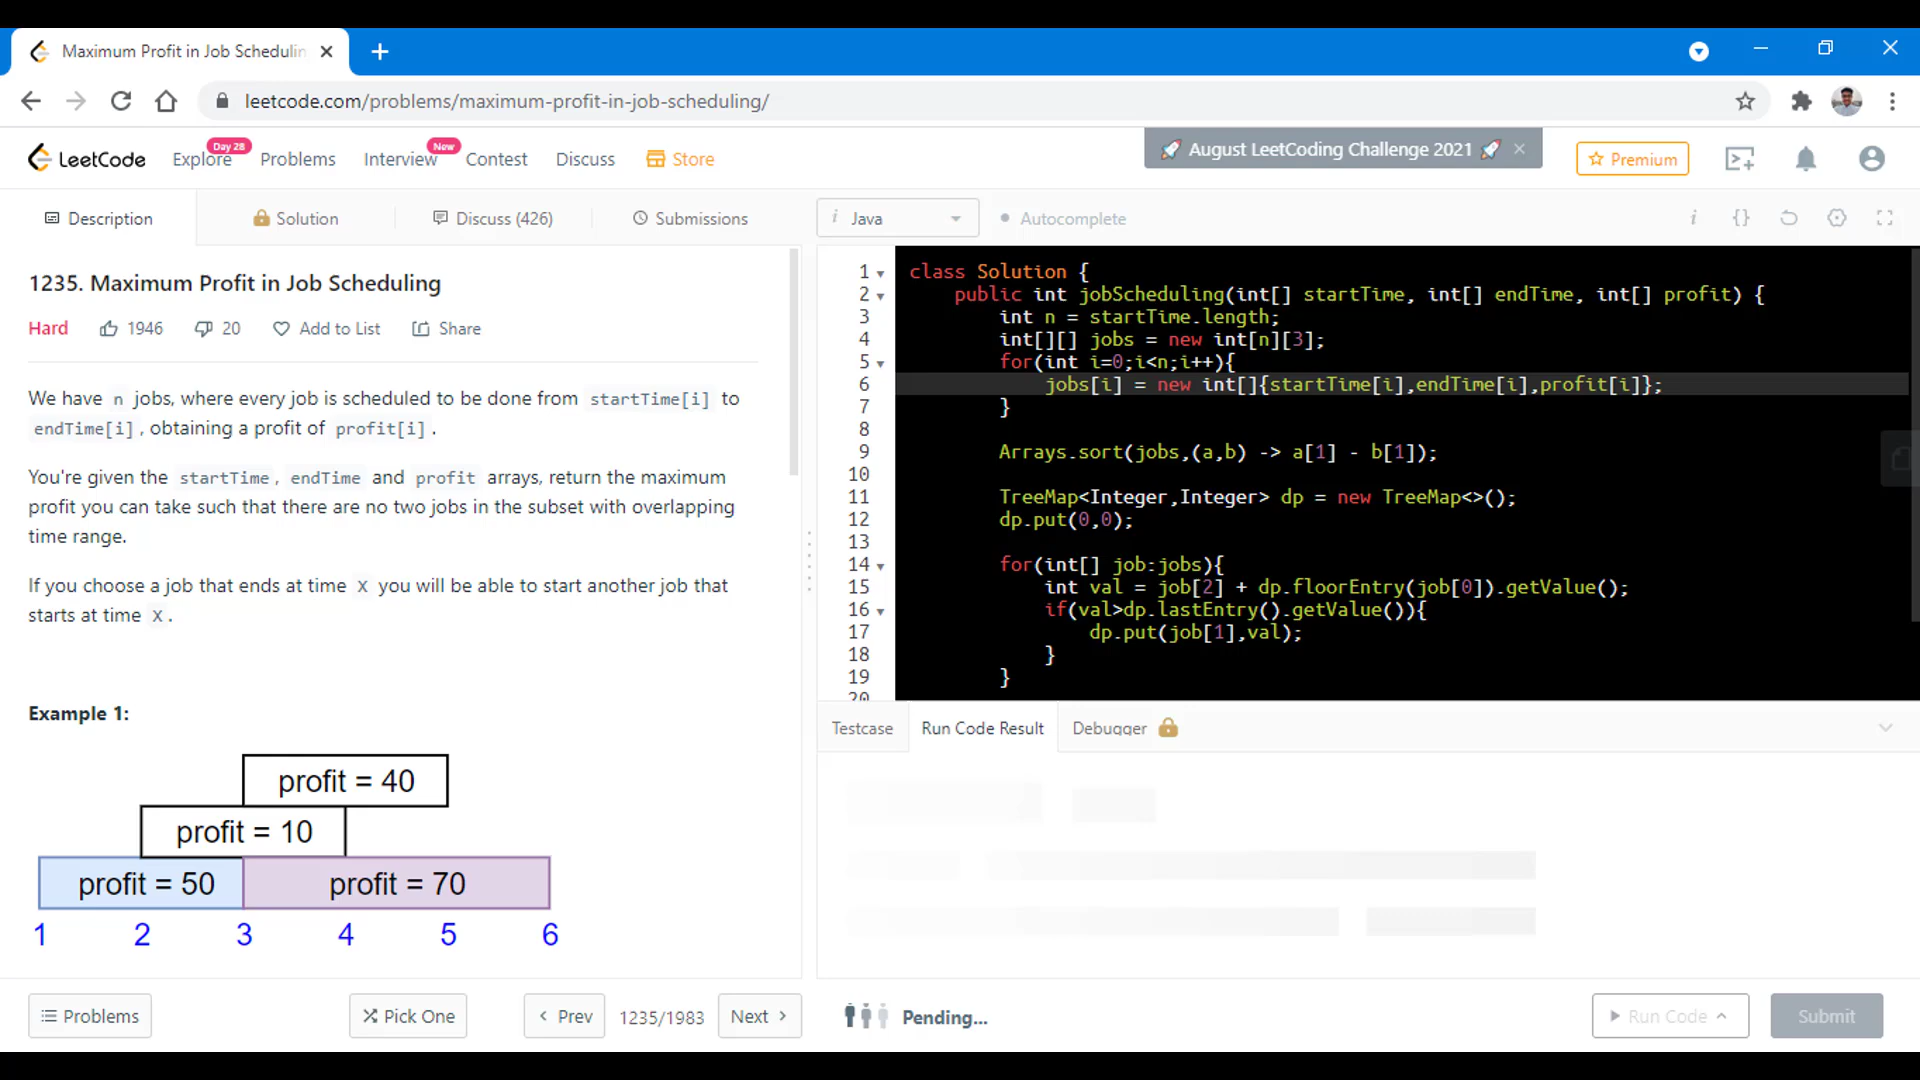 Maximum Profit in Job Schedulin
leetcode.com/problems/maximum-profit-in-job-scheduling/
LeetCode
Explore
Day 28
Problems
Interview
New
Contest
Discuss
Store
August LeetCoding Challenge 2021
Premium
Description
Solution
Discuss (426)
Submissions
i Java
Autocomplete
1235. Maximum Profit in Job Scheduling
Hard 1946 20 Add to List Share
We have n jobs, where every job is scheduled to be done from startTime[i] to
endTime[i], obtaining a profit of profit[i].
You're given the startTime, endTime and profit arrays, return the maximum
profit you can take such that there are no two jobs in the subset with overlapping
time range.
If you choose a job that ends at time X you will be able to start another job that
starts at time X.
Example 1:
profit = 40
profit = 10
profit = 50 profit = 70
1 2 3 4 5 6
Problems
Pick One
Prev
1235/1983
Next
1 class Solution {
2 public int jobScheduling(int[] startTime, int[] endTime, int[] profit) {
3 int n = startTime.length;
4 int[][] jobs = new int[n][3];
5 for(int i=0;i<n;i++){
6 jobs[i] = new int[]{startTime[i],endTime[i],profit[i]};
7 }
8
9 Arrays.sort(jobs,(a,b) -> a[1] - b[1]);
10
11 TreeMap<Integer,Integer> dp = new TreeMap<>();
12 dp.put(0,0);
13
14 for(int[] job:jobs){
15 int val = job[2] + dp.floorEntry(job[0]).getValue();
16 if(val>dp.lastEntry().getValue()){
17 dp.put(job[1],val);
18 }
19 }
20
Testcase
Run Code Result
Debugger
Pending...
Run Code
Submit